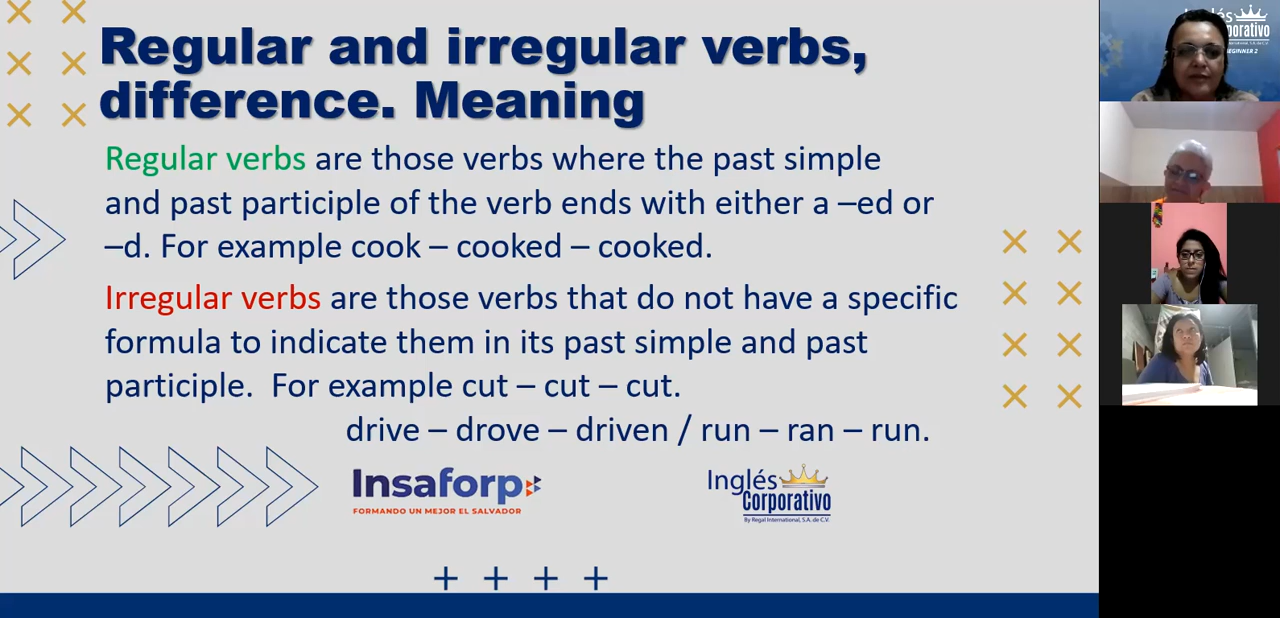 Regular and irregular verbs,
difference. Meaning
Regular verbs are those verbs where the past simple
and past participle of the verb ends with either a –ed or
–d. For example cook – cooked – cooked.
Irregular verbs are those verbs that do not have a specific
formula to indicate them in its past simple and past
participle.  For example cut – cut – cut.
drive – drove – driven / run – ran – run.
Insaforp
FORMANDO UN MEJOR EL SALVADOR
Inglés
Corporativo
By Regal International, S.A. de C.V.